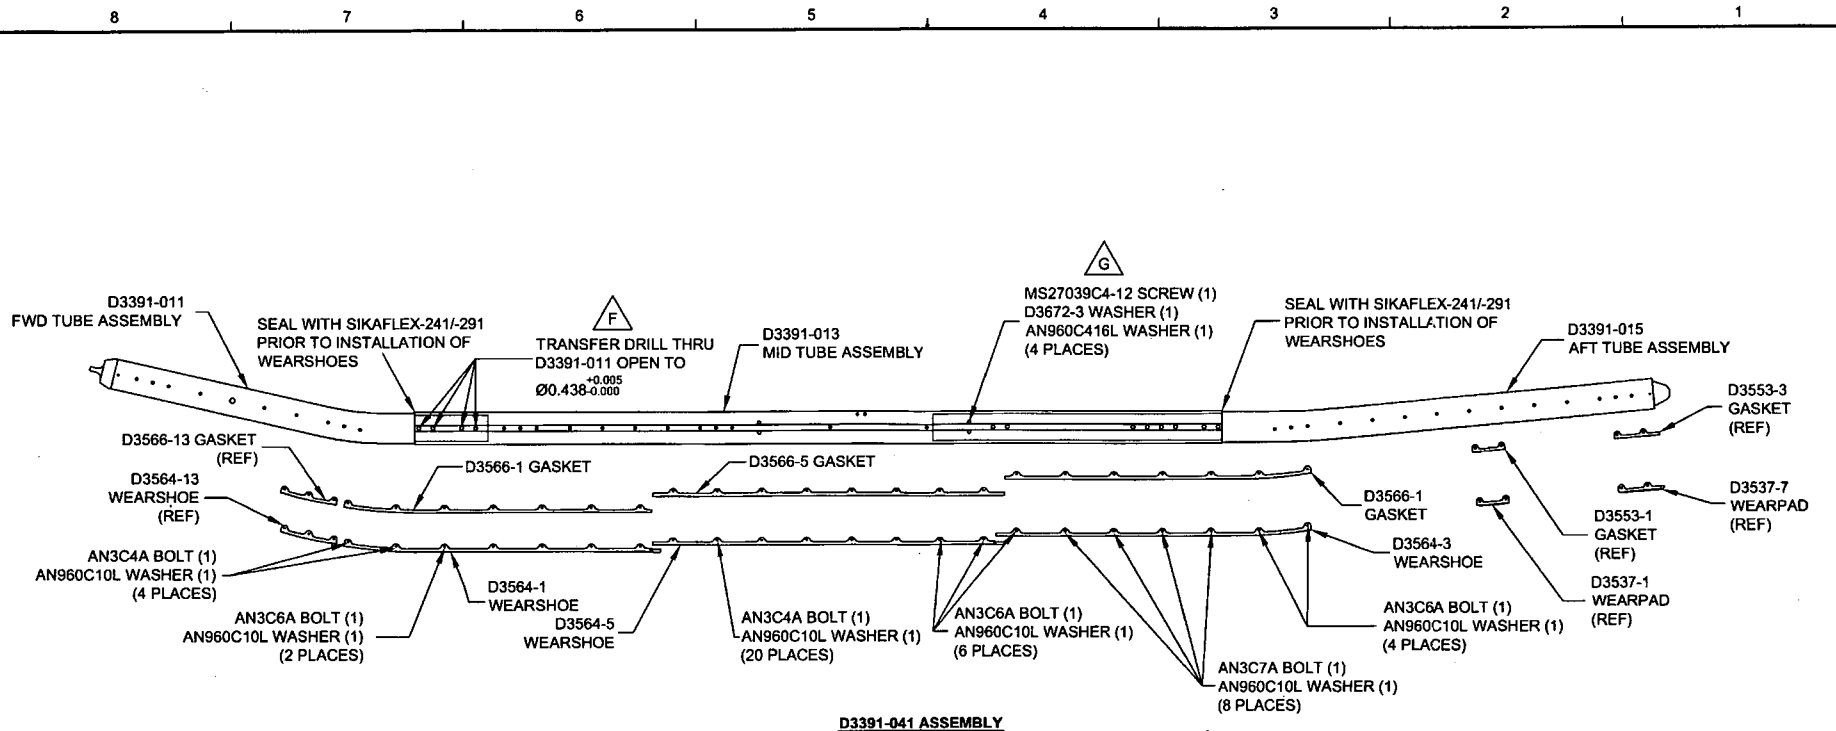 8 7 6 5 4 3 2 1
D3391-011
FWD TUBE ASSEMBLY
SEAL WITH SIKAFLEX-241/-291
PRIOR TO INSTALLATION OF
WEARSHOES
F
TRANSFER DRILL THRU
D3391-011 OPEN TO
Ø0.438 +0.005
-0.000
D3391-013
MID TUBE ASSEMBLY
G
MS27039C4-12 SCREW (1)
D3672-3 WASHER (1)
AN960C416L WASHER (1)
(4 PLACES)
SEAL WITH SIKAFLEX-241/-291
PRIOR TO INSTALLATION OF
WEARSHOES
D3391-015
AFT TUBE ASSEMBLY
D3553-3
GASKET
(REF)
D3566-13 GASKET
(REF)
D3566-1 GASKET
D3566-5 GASKET
D3564-13
WEARSHOE
(REF)
D3566-1
GASKET
D3553-1
GASKET
(REF)
D3537-7
WEARPAD
(REF)
AN3C4A BOLT (1)
AN960C10L WASHER (1)
(4 PLACES)
D3564-1
WEARSHOE
D3564-3
WEARSHOE
D3537-1
WEARPAD
(REF)
AN3C6A BOLT (1)
AN960C10L WASHER (1)
(2 PLACES)
D3564-5
WEARSHOE
AN3C4A BOLT (1)
AN960C10L WASHER (1)
(20 PLACES)
AN3C6A BOLT (1)
AN960C10L WASHER (1)
(6 PLACES)
AN3C6A BOLT (1)
AN960C10L WASHER (1)
(4 PLACES)
AN3C7A BOLT (1)
AN960C10L WASHER (1)
(8 PLACES)
D3391-041 ASSEMBLY